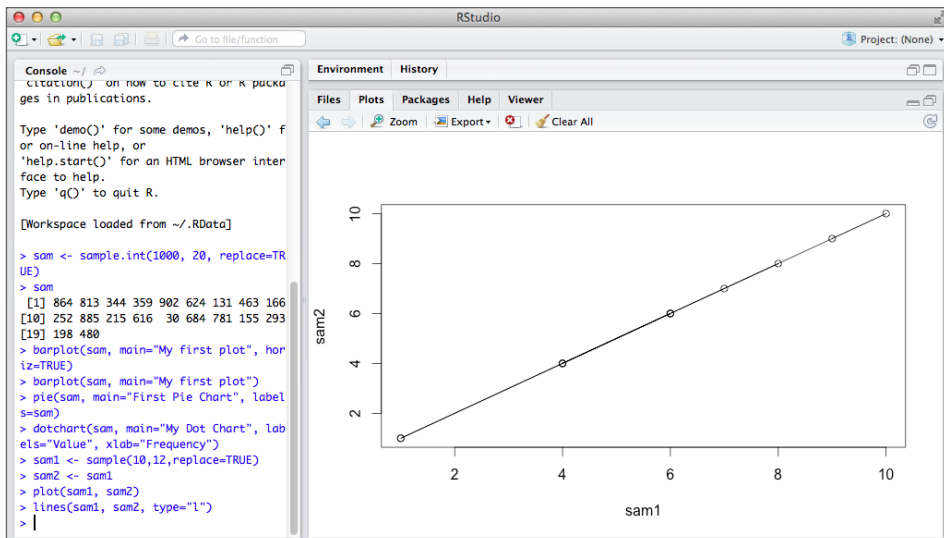 RStudio
Go to file/function
Project: (None)
Console ~/
'citation()' on how to cite R or R packa
ges in publications.
Type 'demo()' for some demos, 'help()' f
or on-line help, or
'help.start()' for an HTML browser inter
face to help.
Type 'q()' to quit R.
[Workspace loaded from ~/.RData]
> sam <- sample.int(1000, 20, replace=TR
UE)
> sam
[1] 864 813 344 359 902 624 131 463 166
[10] 252 885 215 616  30 684 781 155 293
[19] 198 480
> barplot(sam, main="My first plot", hor
iz=TRUE)
> barplot(sam, main="My first plot")
> pie(sam, main="First Pie Chart", label
s=sam)
> dotchart(sam, main="My Dot Chart", lab
els="Value", xlab="Frequency")
> sam1 <- sample(10,12,replace=TRUE)
> sam2 <- sam1
> plot(sam1, sam2)
> lines(sam1, sam2, type="l")
>
Environment History
Files Plots Packages Help Viewer
Zoom Export Clear All
10
8
6
4
2
sam2
2 4 6 8 10
sam1